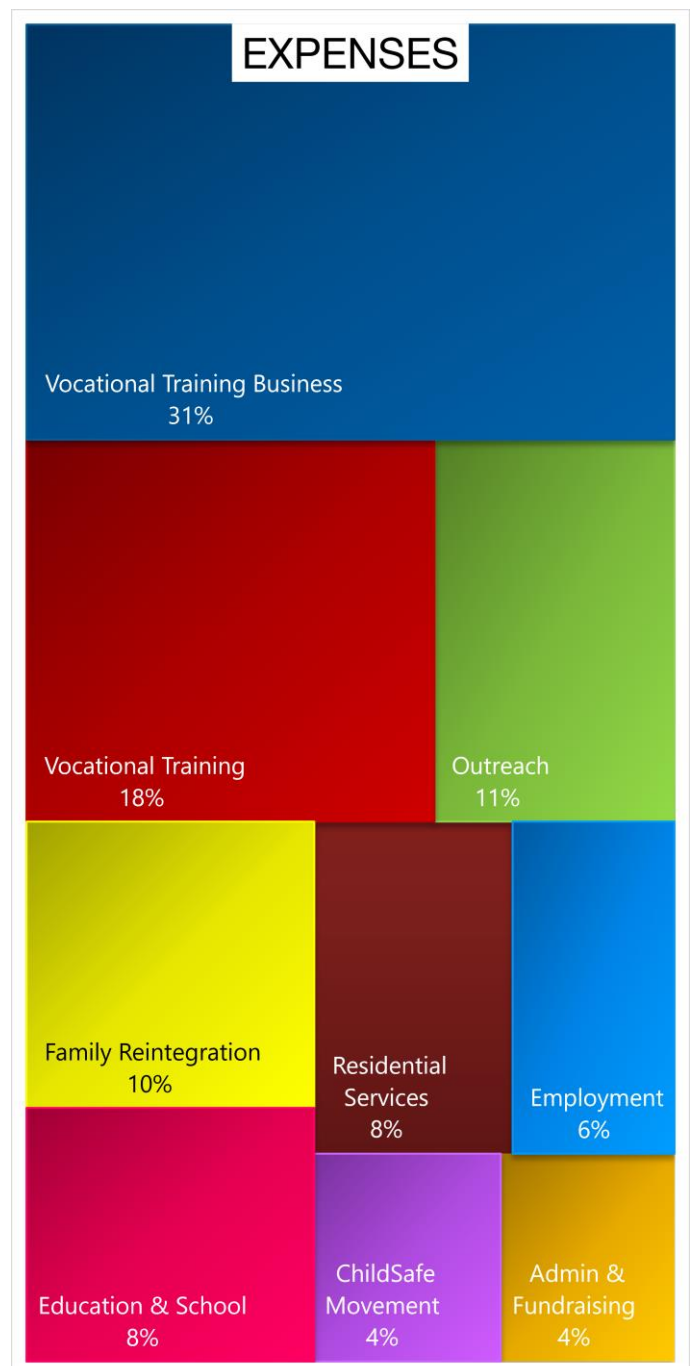 EXPENSES
Vocational Training Business
31%
Vocational Training
18%
Outreach
11%
Family Reintegration
10%
Residential
Services
8%
Employment
6%
Education & School
8%
ChildSafe
Movement
4%
Admin &
Fundraising
4%